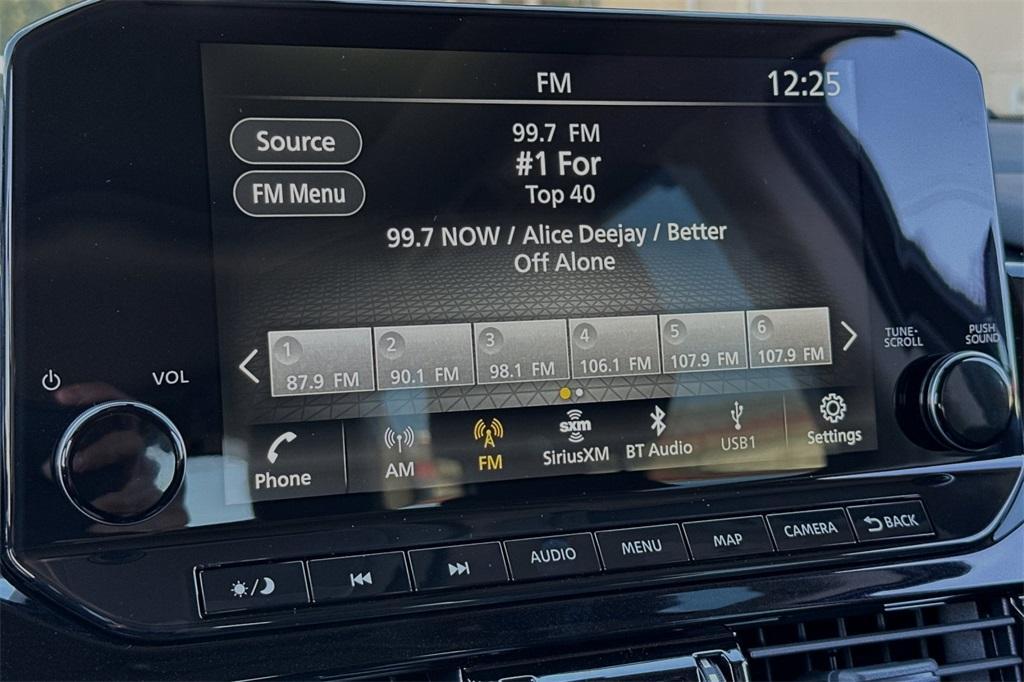 FM
12:25
Source
99.7 FM
#1 For
FM Menu
Top 40
99.7 NOW / Alice Deejay / Better
Off Alone
1
87.9 FM
2
90.1 FM
3
98.1 FM
4
106.1 FM
5
107.9 FM
6
107.9 FM
VOL
TUNE·
SCROLL
PUSH
SOUND
Phone
AM
FM
sxm
SiriusXM
BT Audio
USB1
Settings
AUDIO
MENU
MAP
CAMERA
BACK